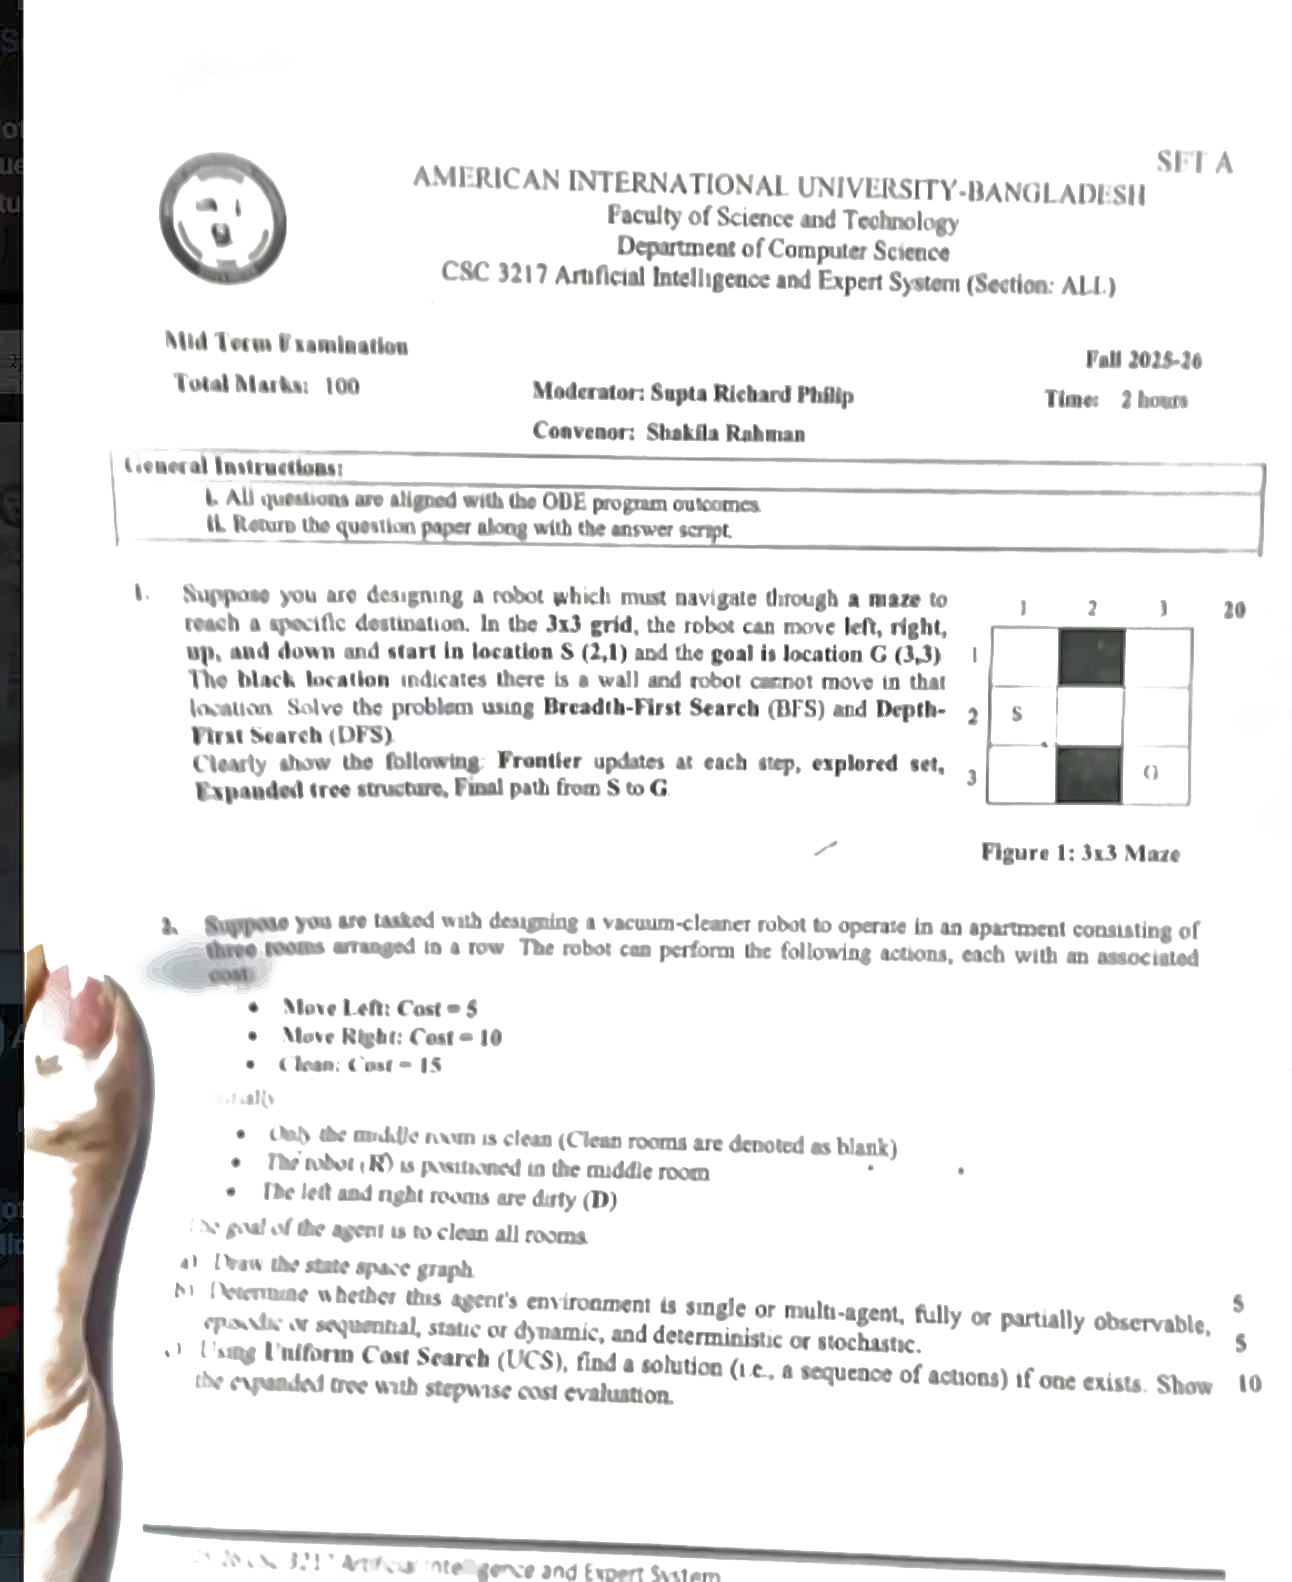 SET A
AMERICAN INTERNATIONAL UNIVERSITY-BANGLADESH
Faculty of Science and Technology
Department of Computer Science
CSC 3217 Artificial Intelligence and Expert System (Section: ALL)
Mid Term Examination
Fall 2025-26
Total Marks: 100
Moderator: Supta Richard Philip
Time: 2 hours
Convenor: Shakila Rahman
General Instructions:
i. All questions are aligned with the OBE program outcomes
ii. Return the question paper along with the answer script.
1. Suppose you are designing a robot which must navigate through a maze to
reach a specific destination. In the 3x3 grid, the robot can move left, right,
up, and down and start in location S (2,1) and the goal is location G (3,3)
The black location indicates there is a wall and robot cannot move in that
location Solve the problem using Breadth-First Search (BFS) and Depth-
First Search (DFS)
Clearly show the following: Frontier updates at each step, explored set,
Expanded tree structure, Final path from S to G.
20
1 2 3
1
2 S
3 G
Figure 1: 3x3 Maze
2. Suppose you are tasked with designing a vacuum-cleaner robot to operate in an apartment consisting of
three rooms arranged in a row The robot can perform the following actions, each with an associated
cost:
• Move Left: Cost = 5
• Move Right: Cost = 10
• Clean: Cost = 15
Initially
• Only the middle room is clean (Clean rooms are denoted as blank)
• The robot (R) is positioned in the middle room
• The left and right rooms are dirty (D)
The goal of the agent is to clean all rooms
a) Draw the state space graph. 5
b) Determine whether this agent's environment is single or multi-agent, fully or partially observable, 5
episodic or sequential, static or dynamic, and deterministic or stochastic.
c) Using Uniform Cost Search (UCS), find a solution (i.e., a sequence of actions) if one exists. Show 10
the expanded tree with stepwise cost evaluation.
3217 Artificial Intelligence and Expert System